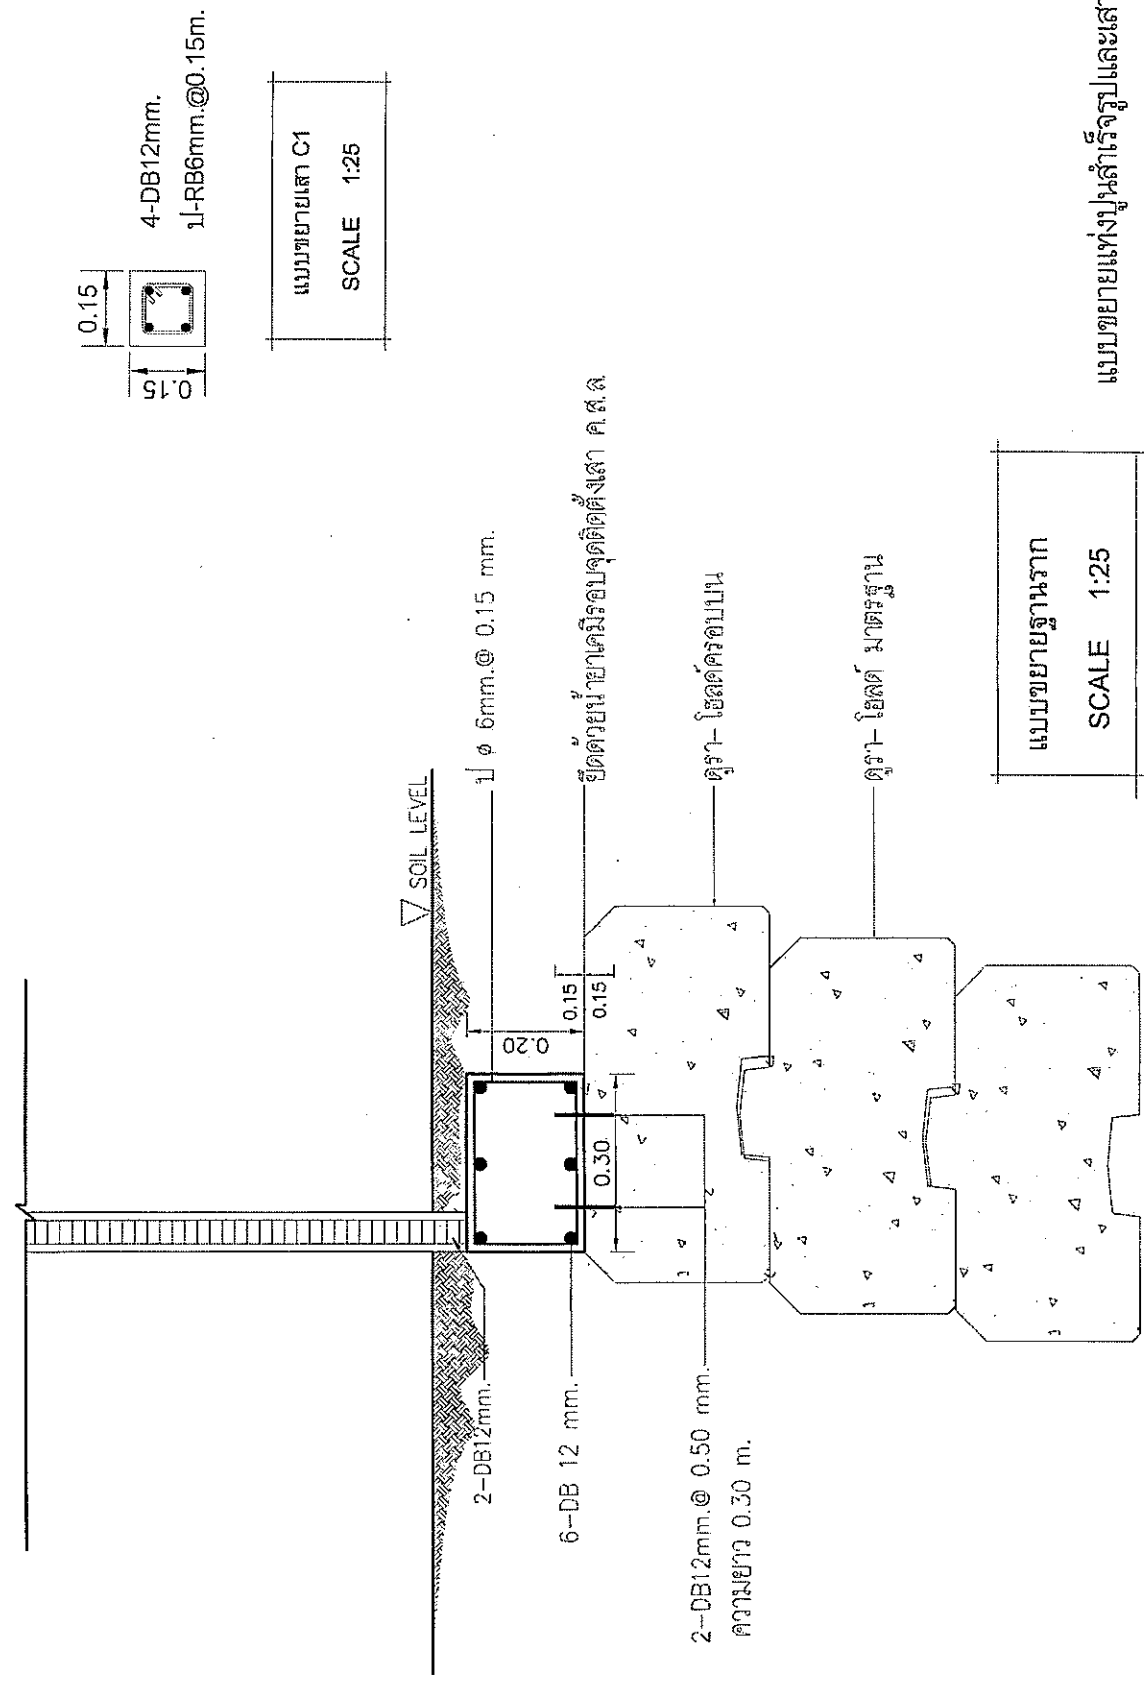 0.15
0.15
4-DB12mm.
ป-RB6mm.@0.15m.
แบบขยายเสา C1
SCALE 1:25
SOIL LEVEL
ป ø 6mm.@ 0.15 mm.
ยึดด้วยน้ำยาเคมีรอบจุดติดตั้งเสา ค.ส.ล.
ดูรา-โฮลด์ครอบบน
ดูรา-โฮลด์ มาตรฐาน
0.20
0.15
0.15
0.30
2-DB12mm.
6-DB 12 mm.
2-DB12mm.@ 0.50 mm.
ความยาว 0.30 m.
แบบขยายฐานราก
SCALE 1:25
แบบขยายแท่งปูนสำเร็จรูปและเสา